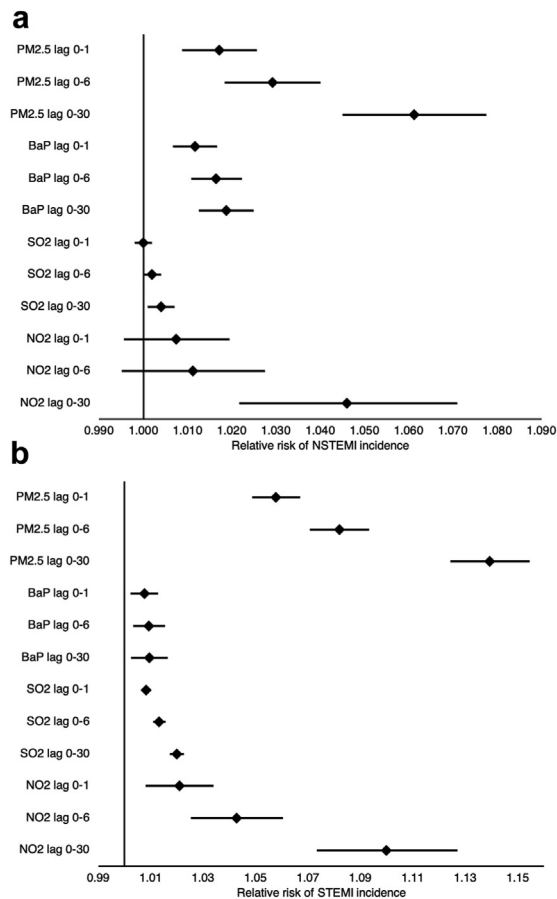 a
PM2.5 lag 0-1
PM2.5 lag 0-6
PM2.5 lag 0-30
BaP lag 0-1
BaP lag 0-6
BaP lag 0-30
SO2 lag 0-1
SO2 lag 0-6
SO2 lag 0-30
NO2 lag 0-1
NO2 lag 0-6
NO2 lag 0-30
0.990 1.000 1.010 1.020 1.030 1.040 1.050 1.060 1.070 1.080 1.090
Relative risk of NSTEMI incidence
b
PM2.5 lag 0-1
PM2.5 lag 0-6
PM2.5 lag 0-30
BaP lag 0-1
BaP lag 0-6
BaP lag 0-30
SO2 lag 0-1
SO2 lag 0-6
SO2 lag 0-30
NO2 lag 0-1
NO2 lag 0-6
NO2 lag 0-30
0.99 1.01 1.03 1.05 1.07 1.09 1.11 1.13 1.15
Relative risk of STEMI incidence